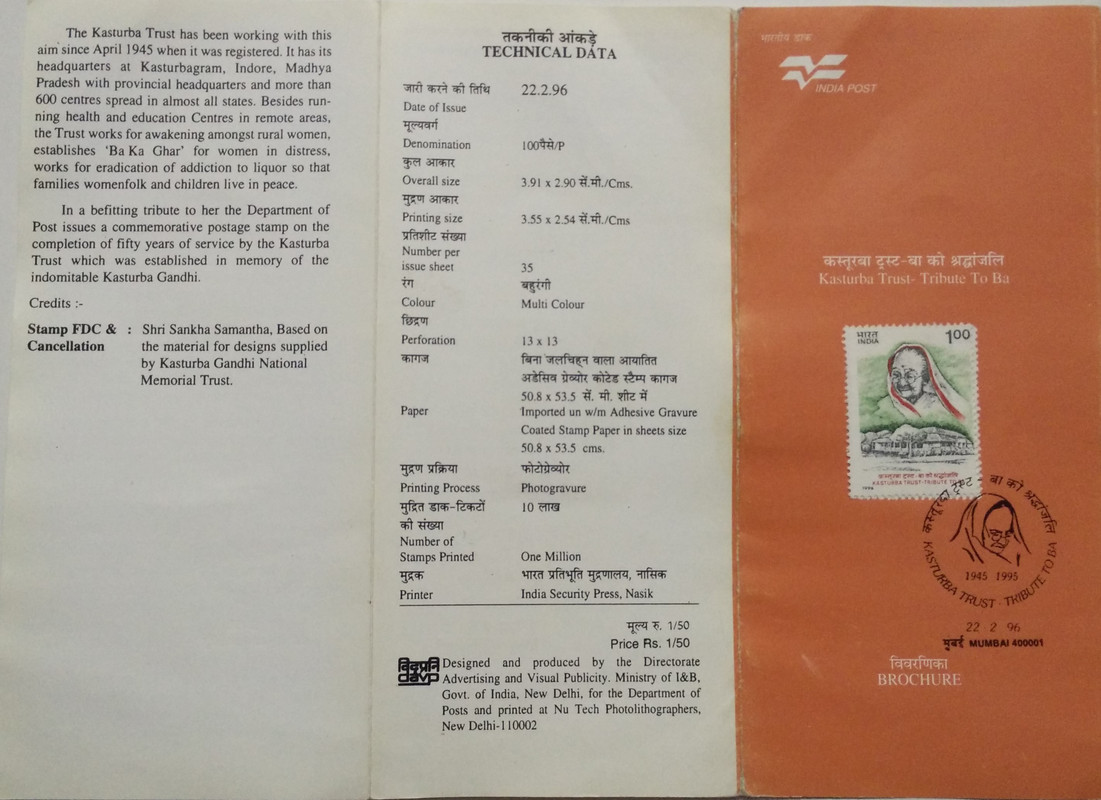 The Kasturba Trust has been working with this
aim since April 1945 when it was registered. It has its
headquarters at Kasturbagram, Indore, Madhya
Pradesh with provincial headquarters and more than
600 centres spread in almost all states. Besides run-
ning health and education Centres in remote areas,
the Trust works for awakening amongst rural women,
establishes 'Ba Ka Ghar' for women in distress,
works for eradication of addiction to liquor so that
families womenfolk and children live in peace.
In a befitting tribute to her the Department of
Post issues a commemorative postage stamp on the
completion of fifty years of service by the Kasturba
Trust which was established in memory of the
indomitable Kasturba Gandhi.
Credits :-
Stamp FDC & : Shri Sankha Samantha, Based on
Cancellation the material for designs supplied
by Kasturba Gandhi National
Memorial Trust.
तकनीकी आंकड़े
TECHNICAL DATA
जारी करने की तिथि 22.2.96
Date of Issue
मूल्यवर्ग
Denomination 100पैसे/P
कुल आकार
Overall size 3.91 x 2.90 सें.मी./Cms.
मुद्रण आकार
Printing size 3.55 x 2.54 सें.मी./Cms
प्रतिशीट संख्या
Number per
issue sheet 35
रंग बहुरंगी
Colour Multi Colour
छिद्रण
Perforation 13 x 13
कागज बिना जलचिह्न वाला आयातित
अडेसिव ग्रेव्योर कोटेड स्टैम्प कागज
50.8 x 53.5 सें. मी. शीट में
Paper Imported un w/m Adhesive Gravure
Coated Stamp Paper in sheets size
50.8 x 53.5 cms.
मुद्रण प्रक्रिया फोटोग्रेव्योर
Printing Process Photogravure
मुद्रित डाक-टिकटों 10 लाख
की संख्या
Number of
Stamps Printed One Million
मुद्रक भारत प्रतिभूति मुद्रणालय, नासिक
Printer India Security Press, Nasik
मूल्य रु. 1/50
Price Rs. 1/50
विदृप्रनि
davp
Designed and produced by the Directorate
Advertising and Visual Publicity. Ministry of I&B,
Govt. of India, New Delhi, for the Department of
Posts and printed at Nu Tech Photolithographers,
New Delhi-110002
भारतीय डाक
INDIA POST
कस्तूरबा ट्रस्ट-बा को श्रद्धांजलि
Kasturba Trust- Tribute To Ba
भारत 1.00
INDIA
कस्तूरबा ट्रस्ट-बा को श्रद्धांजलि
KASTURBA TRUST-TRIBUTE TO
1996
कस्तूरबा ट्रस्ट - बा को श्रद्धांजलि
1945 1995
KASTURBA TRUST - TRIBUTE TO BA
22 2 96
मुंबई MUMBAI 400001
विवरणिका
BROCHURE